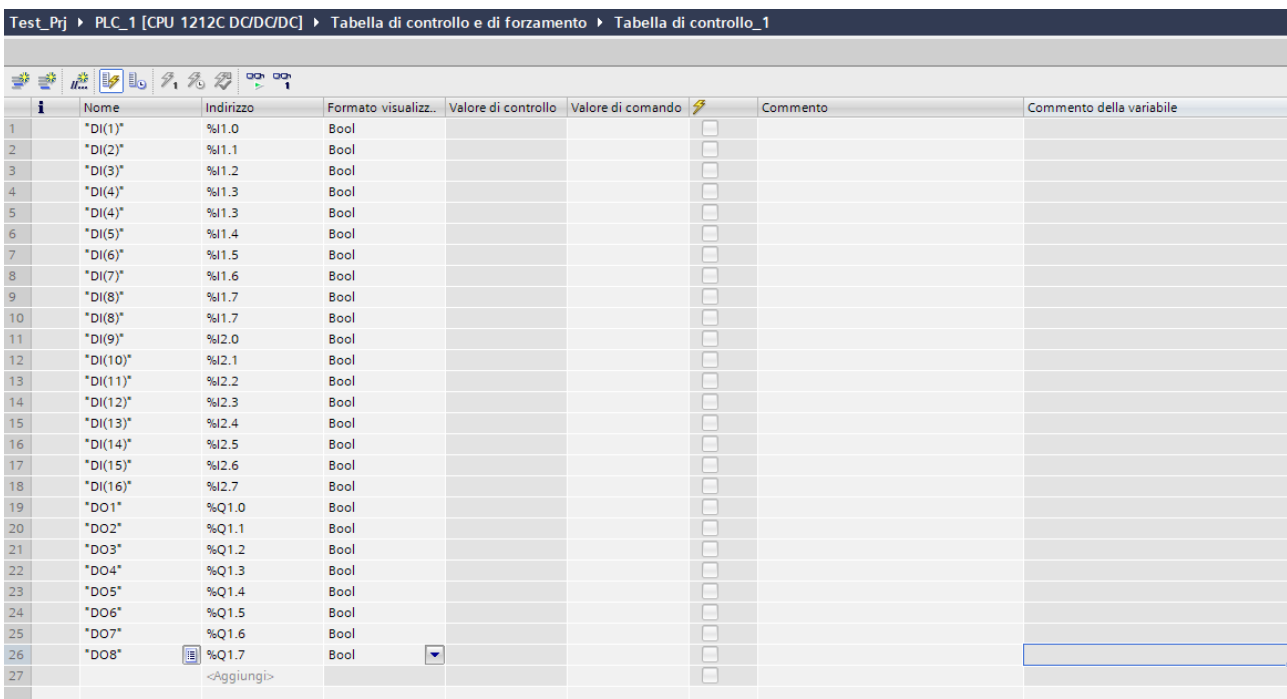 Test_Prj ▸ PLC_1 [CPU 1212C DC/DC/DC] ▸ Tabella di controllo e di forzamento ▸ Tabella di controllo_1
i Nome Indirizzo Formato visualizz.. Valore di controllo Valore di comando Commento Commento della variabile
1 "DI(1)" %I1.0 Bool
2 "DI(2)" %I1.1 Bool
3 "DI(3)" %I1.2 Bool
4 "DI(4)" %I1.3 Bool
5 "DI(4)" %I1.3 Bool
6 "DI(5)" %I1.4 Bool
7 "DI(6)" %I1.5 Bool
8 "DI(7)" %I1.6 Bool
9 "DI(8)" %I1.7 Bool
10 "DI(8)" %I1.7 Bool
11 "DI(9)" %I2.0 Bool
12 "DI(10)" %I2.1 Bool
13 "DI(11)" %I2.2 Bool
14 "DI(12)" %I2.3 Bool
15 "DI(13)" %I2.4 Bool
16 "DI(14)" %I2.5 Bool
17 "DI(15)" %I2.6 Bool
18 "DI(16)" %I2.7 Bool
19 "DO1" %Q1.0 Bool
20 "DO2" %Q1.1 Bool
21 "DO3" %Q1.2 Bool
22 "DO4" %Q1.3 Bool
23 "DO5" %Q1.4 Bool
24 "DO6" %Q1.5 Bool
25 "DO7" %Q1.6 Bool
26 "DO8" %Q1.7 Bool
27 <Aggiungi>